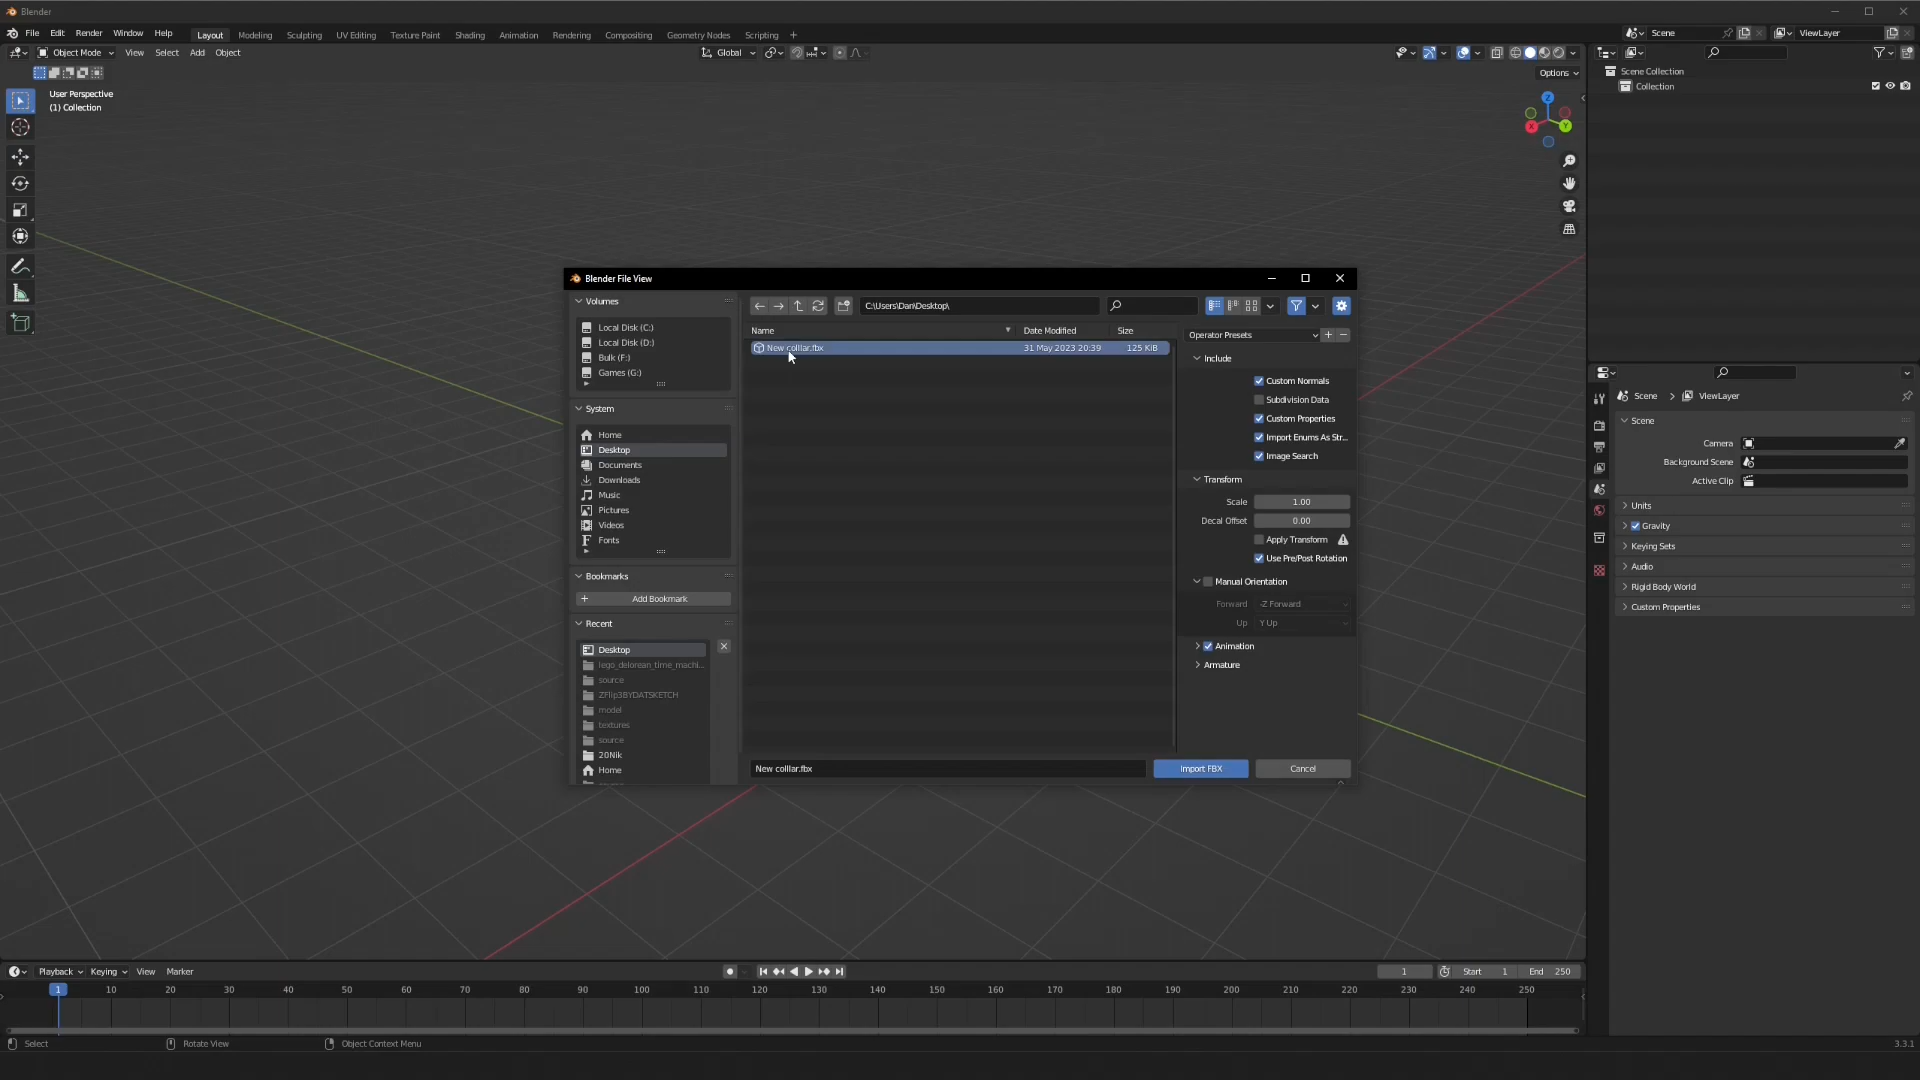 Blender
File Edit Render Window Help Layout Modeling Sculpting UV Editing Texture Paint Shading Animation Rendering Compositing Geometry Nodes Scripting + Scene ViewLayer
Object Mode View Select Add Object Global
Options
User Perspective
(1) Collection
Z
X
Y
Scene Collection
Collection
Blender File View
Volumes
Local Disk (C:)
Local Disk (D:)
Bulk (F:)
Games (G:)
System
Home
Desktop
Documents
Downloads
Music
Pictures
Videos
Fonts
Bookmarks
Add Bookmark
Recent
Desktop
lego_delorean_time_machi...
source
ZFlip3BYDATSKETCH
model
textures
source
20Nik
Home
C:\Users\Dan\Desktop\
Name Date Modified Size
New colllar.fbx 31 May 2023 20:39 125 KiB
New colllar.fbx
Import FBX Cancel
Operator Presets
Include
Custom Normals
Subdivision Data
Custom Properties
Import Enums As Str...
Image Search
Transform
Scale 1.00
Decal Offset 0.00
Apply Transform
Use Pre/Post Rotation
Manual Orientation
Forward -Z Forward
Up Y Up
Animation
Armature
Scene ViewLayer
Scene
Camera
Background Scene
Active Clip
Units
Gravity
Keying Sets
Audio
Rigid Body World
Custom Properties
Playback Keying View Marker 1 Start 1 End 250
1 10 20 30 40 50 60 70 80 90 100 110 120 130 140 150 160 170 180 190 200 210 220 230 240 250
Select Rotate View Object Context Menu 3.3.1